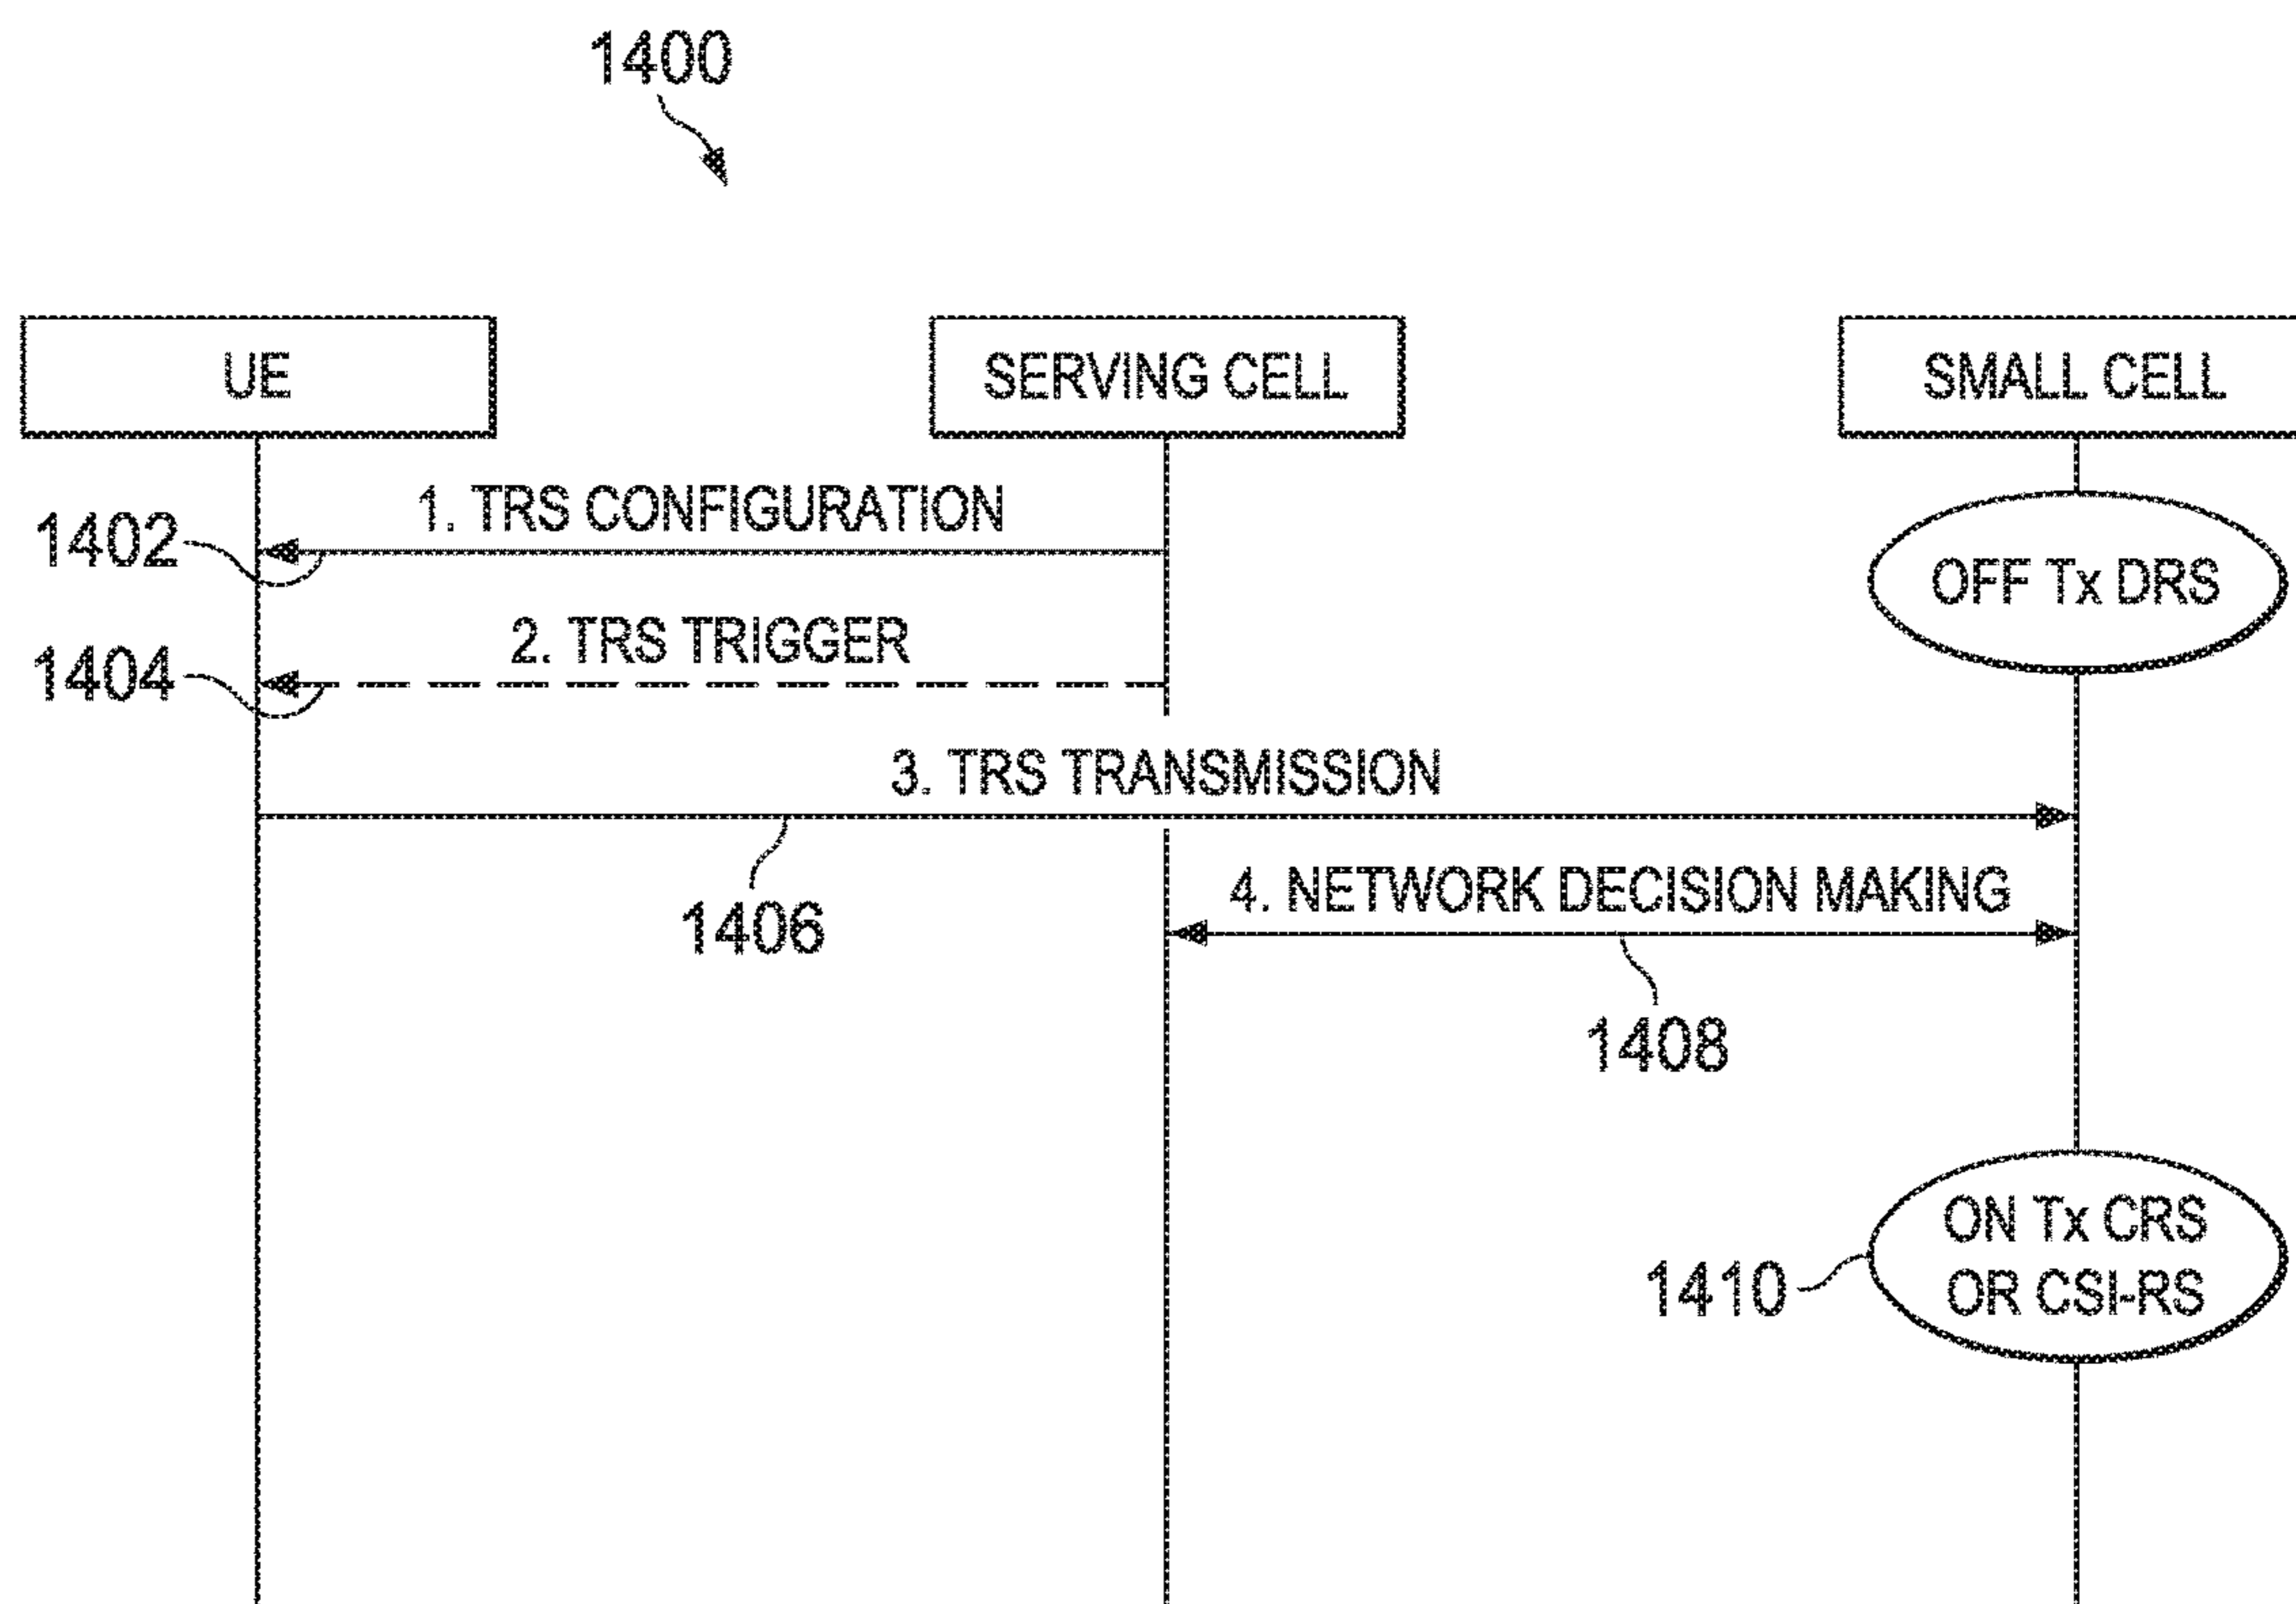 1400
UE
SERVING CELL
SMALL CELL
1. TRS CONFIGURATION
1402
OFF Tx DRS
2. TRS TRIGGER
1404
3. TRS TRANSMISSION
1406
4. NETWORK DECISION MAKING
1408
ON Tx CRS
OR CSI-RS
1410